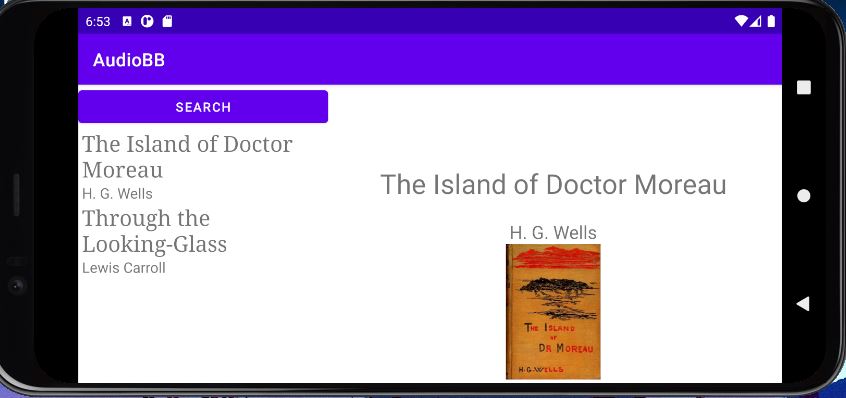 6:53
AudioBB
SEARCH
The Island of Doctor
Moreau
H. G. Wells
Through the
Looking-Glass
Lewis Carroll
The Island of Doctor Moreau
H. G. Wells
THE ISLAND
OF
DR MOREAU
H·G·WELLS